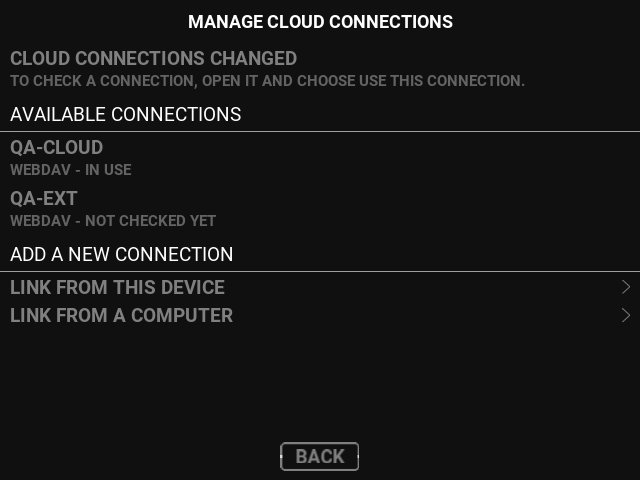 MANAGE CLOUD CONNECTIONS
CLOUD CONNECTIONS CHANGED
TO CHECK A CONNECTION, OPEN IT AND CHOOSE USE THIS CONNECTION.
AVAILABLE CONNECTIONS
QA-CLOUD
WEBDAV - IN USE
QA-EXT
WEBDAV - NOT CHECKED YET
ADD A NEW CONNECTION
LINK FROM THIS DEVICE
LINK FROM A COMPUTER
BACK